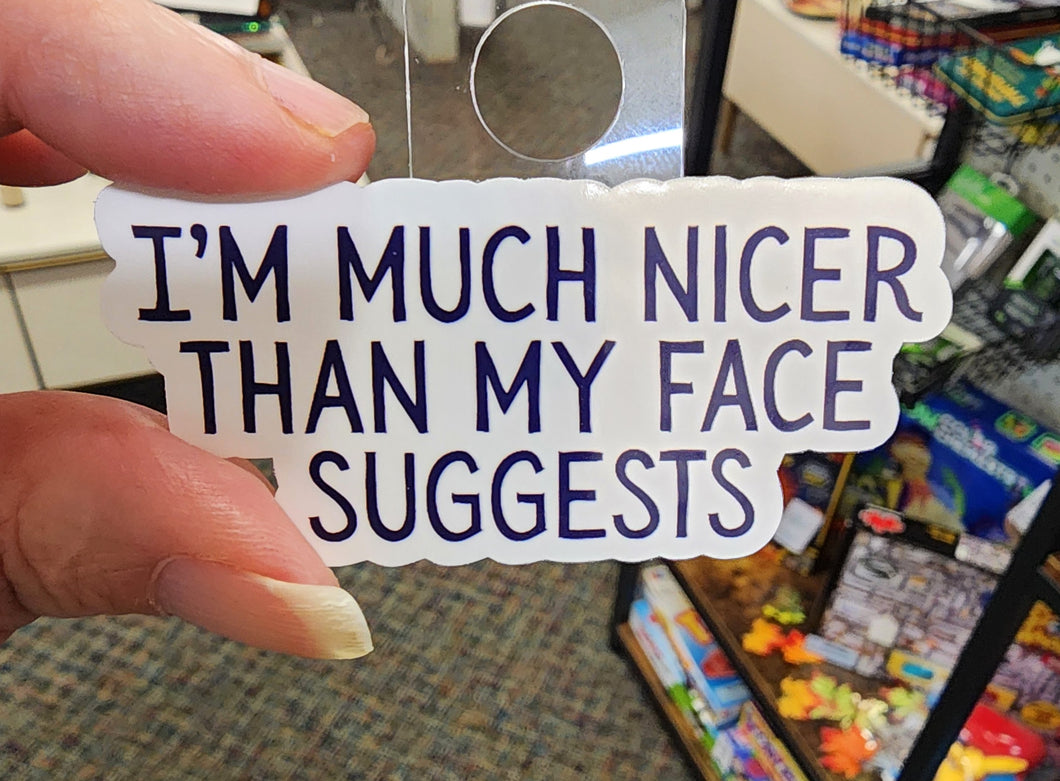 I'M MUCH NICER
THAN MY FACE
SUGGESTS